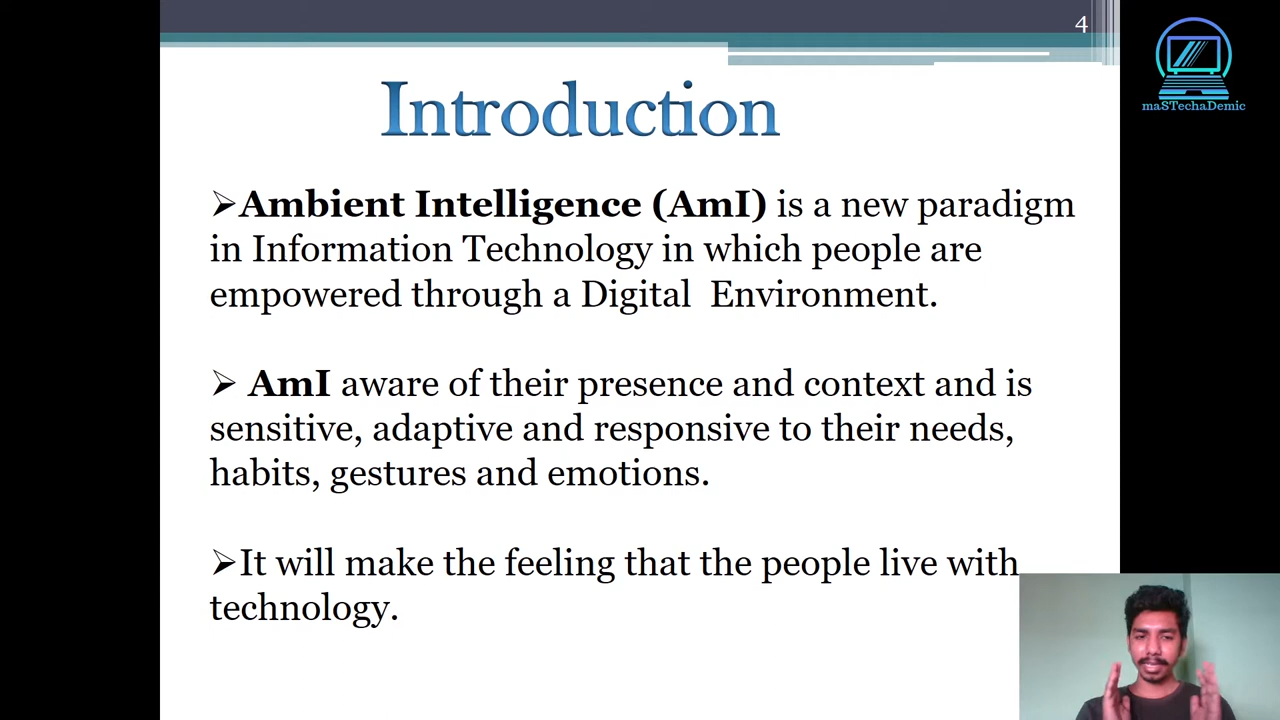 4
maSTechaDemic
Introduction
➢Ambient Intelligence (AmI) is a new paradigm
in Information Technology in which people are
empowered through a Digital  Environment.
➢ AmI aware of their presence and context and is
sensitive, adaptive and responsive to their needs,
habits, gestures and emotions.
➢It will make the feeling that the people live with
technology.